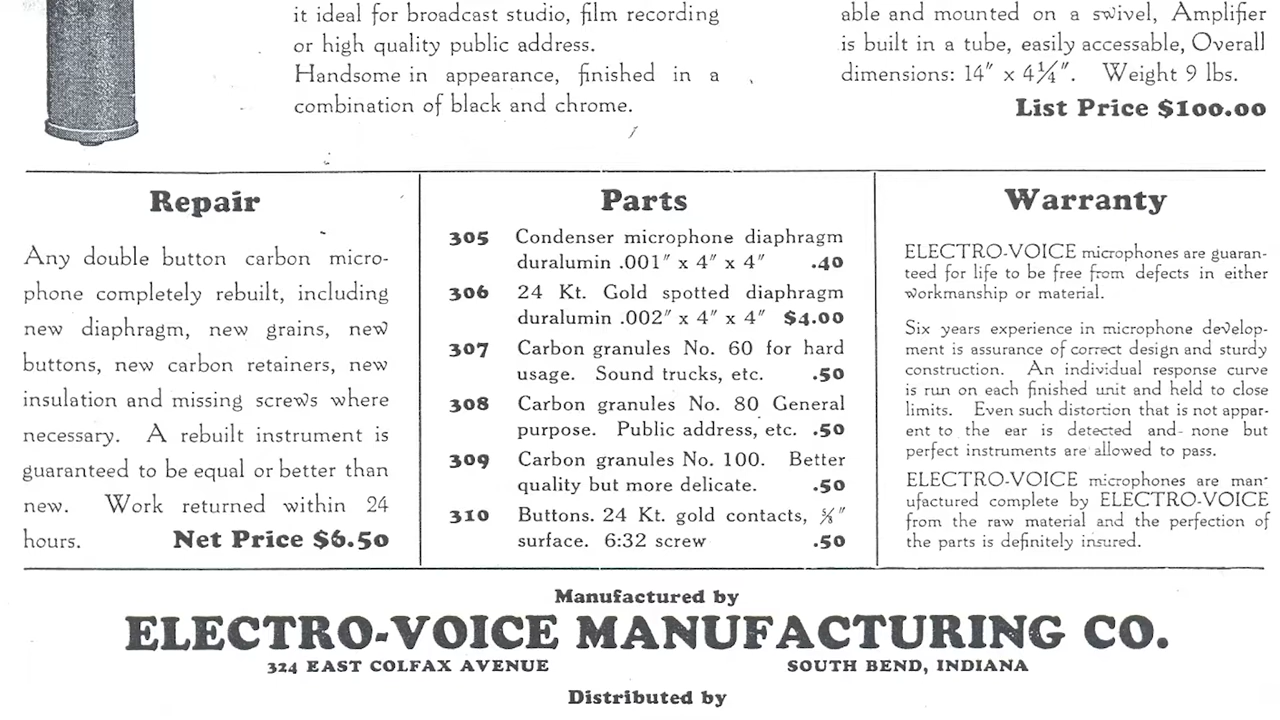 it ideal for broadcast studio, film recording
or high quality public address.
Handsome in appearance, finished in a
combination of black and chrome.
able and mounted on a swivel, Amplifier
is built in a tube, easily accessable, Overall
dimensions: 14″ x 4¼″. Weight 9 lbs.
List Price $100.00
Repair
Any double button carbon micro-
phone completely rebuilt, including
new diaphragm, new grains, new
buttons, new carbon retainers, new
insulation and missing screws where
necessary. A rebuilt instrument is
guaranteed to be equal or better than
new. Work returned within 24
hours. Net Price $6.50
Parts
305 Condenser microphone diaphragm
duralumin .001″ x 4″ x 4″ .40
306 24 Kt. Gold spotted diaphragm
duralumin .002″ x 4″ x 4″ $4.00
307 Carbon granules No. 60 for hard
usage. Sound trucks, etc. .50
308 Carbon granules No. 80 General
purpose. Public address, etc. .50
309 Carbon granules No. 100. Better
quality but more delicate. .50
310 Buttons. 24 Kt. gold contacts, ⅝″
surface. 6:32 screw .50
Warranty
ELECTRO-VOICE microphones are guaran-
teed for life to be free from defects in either
workmanship or material.
Six years experience in microphone develop-
ment is assurance of correct design and sturdy
construction. An individual response curve
is run on each finished unit and held to close
limits. Even such distortion that is not appar-
ent to the ear is detected and none but
perfect instruments are allowed to pass.
ELECTRO-VOICE microphones are man-
ufactured complete by ELECTRO-VOICE
from the raw material and the perfection of
the parts is definitely insured.
Manufactured by
ELECTRO-VOICE MANUFACTURING CO.
324 EAST COLFAX AVENUE SOUTH BEND, INDIANA
Distributed by